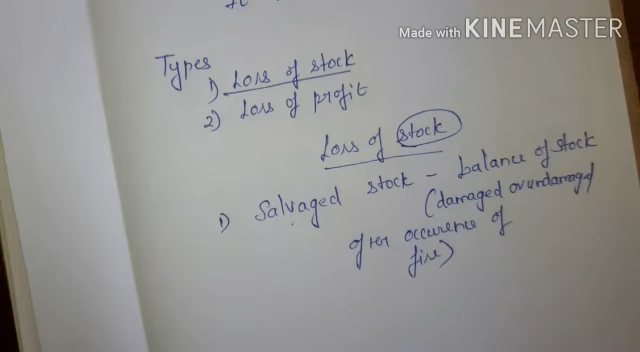 Made with KINEMASTER
Types
1) Loss of stock
2) Loss of profit
Loss of stock
1) Salvaged stock - balance of stock
(damaged or undamaged
after occurence of
fire)